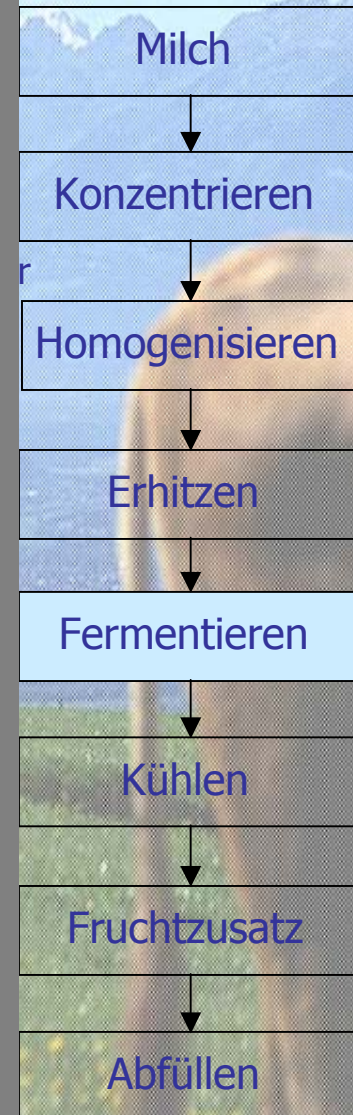 Milch
Konzentrieren
r
Homogenisieren
Erhitzen
Fermentieren
Kühlen
Fruchtzusatz
Abfüllen